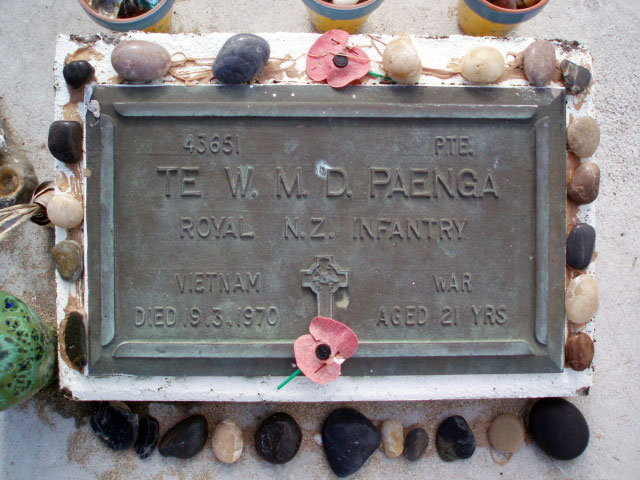 43651 PTE.
TE W. M. D. PAENGA
ROYAL N.Z. INFANTRY
VIETNAM WAR
DIED 19.3.1970 AGED 21 YRS